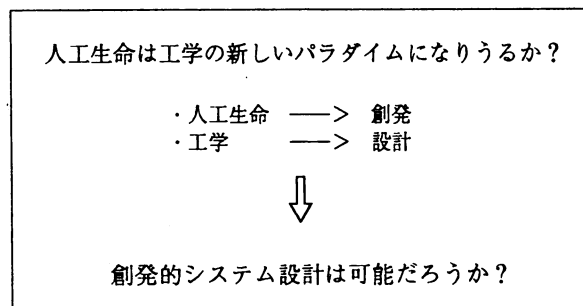 人工生命は工学の新しいパラダイムになりうるか？
・人工生命 ──> 創発
・工学 ──> 設計
創発的システム設計は可能だろうか？